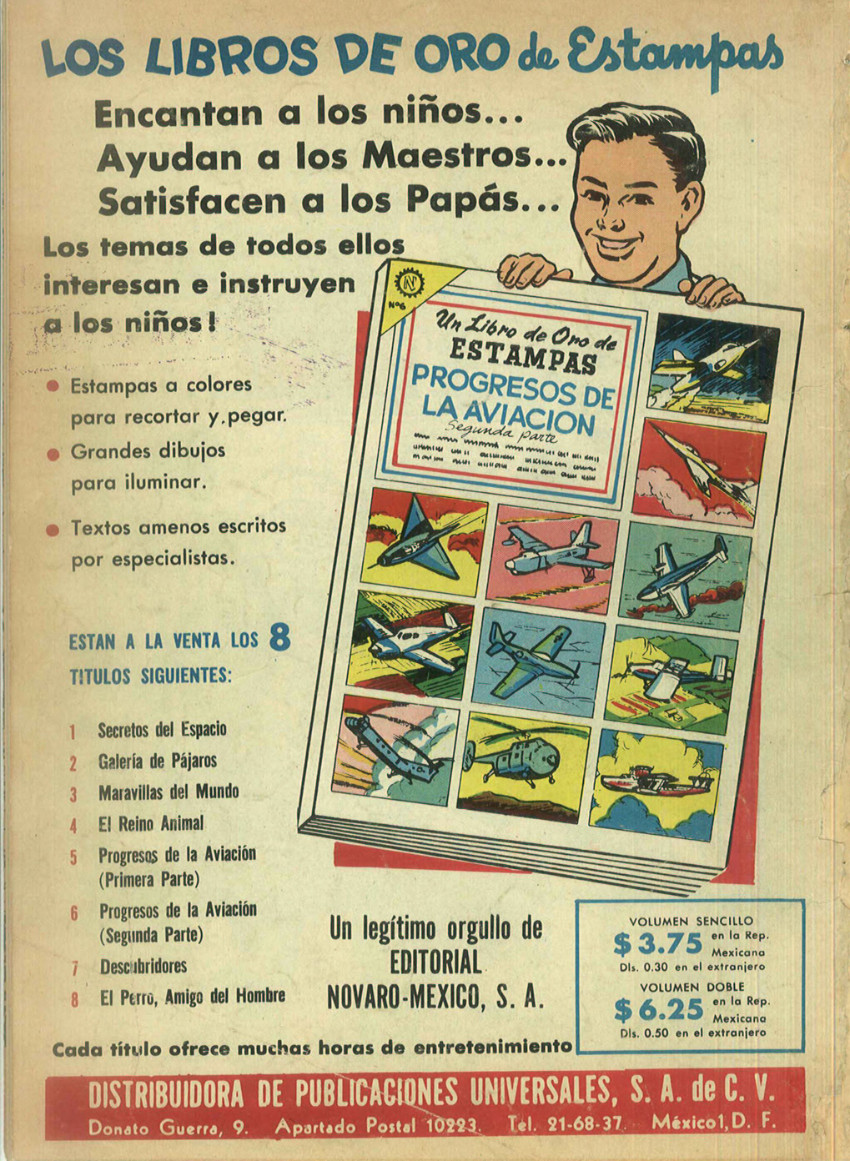 LOS LIBROS DE ORO de Estampas
Encantan a los niños...
Ayudan a los Maestros...
Satisfacen a los Papás...
Los temas de todos ellos
interesan e instruyen
a los niños!
• Estampas a colores
para recortar y.pegar.
• Grandes dibujos
para iluminar.
• Textos amenos escritos
por especialistas.
N
Nº6
Un Libro de Oro de
ESTAMPAS
PROGRESOS DE
LA AVIACION
Segunda parte
ESTAN A LA VENTA LOS 8
TITULOS SIGUIENTES:
1 Secretos del Espacio
2 Galería de Pájaros
3 Maravillas del Mundo
4 El Reino Animal
5 Progresos de la Aviación
(Primera Parte)
6 Progresos de la Aviación
(Segunda Parte)
7 Descubridores
8 El Perro, Amigo del Hombre
Un legítimo orgullo de
EDITORIAL
NOVARO-MEXICO, S. A.
VOLUMEN SENCILLO
$3.75 en la Rep.
Mexicana
Dls. 0.30 en el extranjero
VOLUMEN DOBLE
$6.25 en la Rep.
Mexicana
Dls. 0.50 en el extranjero
Cada título ofrece muchas horas de entretenimiento
DISTRIBUIDORA DE PUBLICACIONES UNIVERSALES, S. A. de C. V.
Donato Guerra, 9. Apartado Postal 10223. Tel. 21-68-37. México1, D. F.